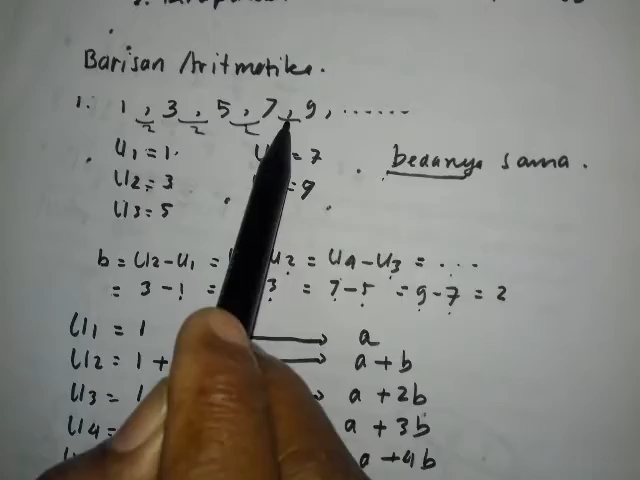 Barisan Aritmatika.
1. 1 , 3 , 5 , 7 , 9 , ......
2 2 2
U1 = 1 = 7
bedanya sama.
U2 = 3 = 9
U3 = 5
b = U2 - U1 = U2 = U4 - U3 = ...
= 3 - 1 = 3 = 7 - 5 = 9 - 7 = 2
U1 = 1 → a
U2 = 1 + → a + b
U3 = 1 a + 2b
U4 = a + 3b
a + 4b